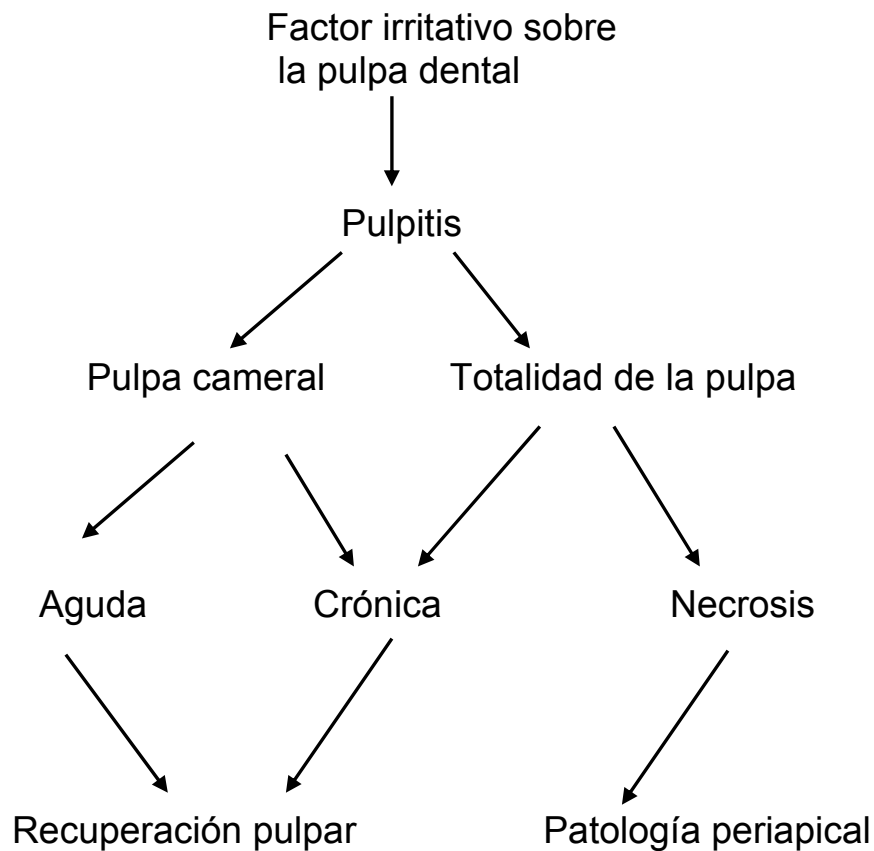 Factor irritativo sobre
la pulpa dental
Pulpitis
Pulpa cameral
Totalidad de la pulpa
Aguda
Crónica
Necrosis
Recuperación pulpar
Patología periapical